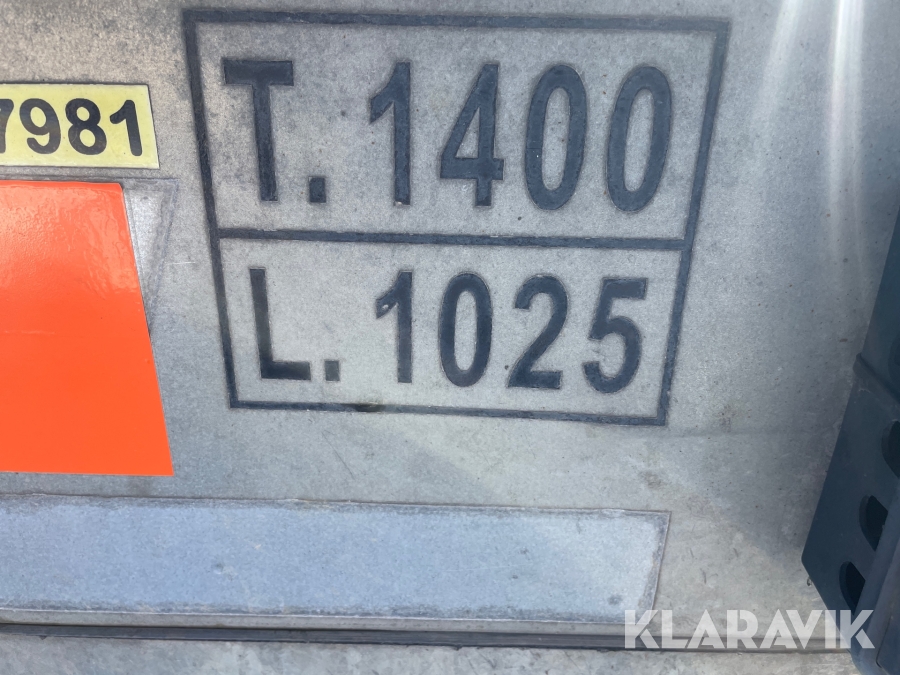 7981
T. 1400
L. 1025
KLARAVIK